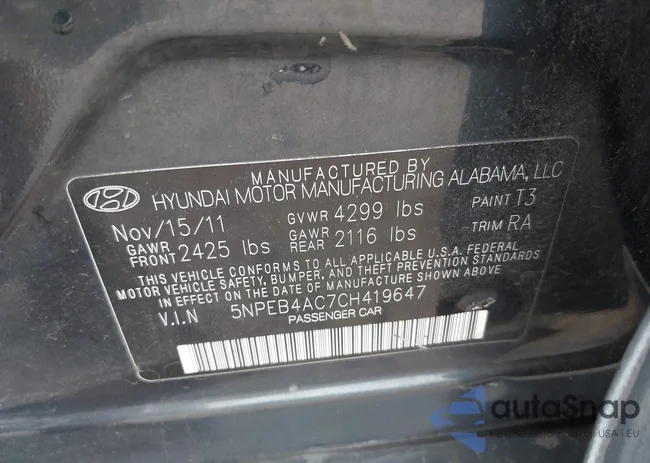 MANUFACTURED BY
HYUNDAI MOTOR MANUFACTURING ALABAMA, LLC
Nov/15/11 GVWR 4299 lbs PAINT T3
GAWR FRONT 2425 lbs GAWR REAR 2116 lbs TRIM RA
THIS VEHICLE CONFORMS TO ALL APPLICABLE U.S.A. FEDERAL
MOTOR VEHICLE SAFETY, BUMPER, AND THEFT PREVENTION STANDARDS
IN EFFECT ON THE DATE OF MANUFACTURE SHOWN ABOVE
V.I.N 5NPEB4AC7CH419647
PASSENGER CAR
autoSnap
USA i EU